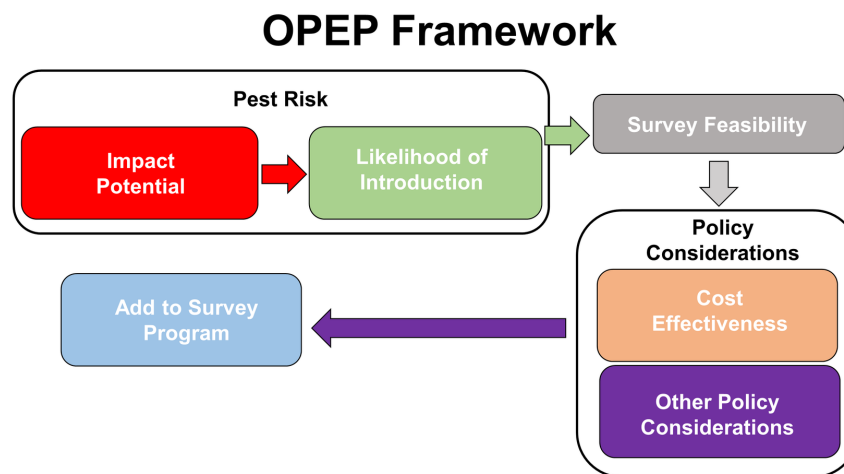 OPEP Framework
Pest Risk
Impact
Potential
Likelihood of
Introduction
Survey Feasibility
Policy
Considerations
Cost
Effectiveness
Other Policy
Considerations
Add to Survey
Program